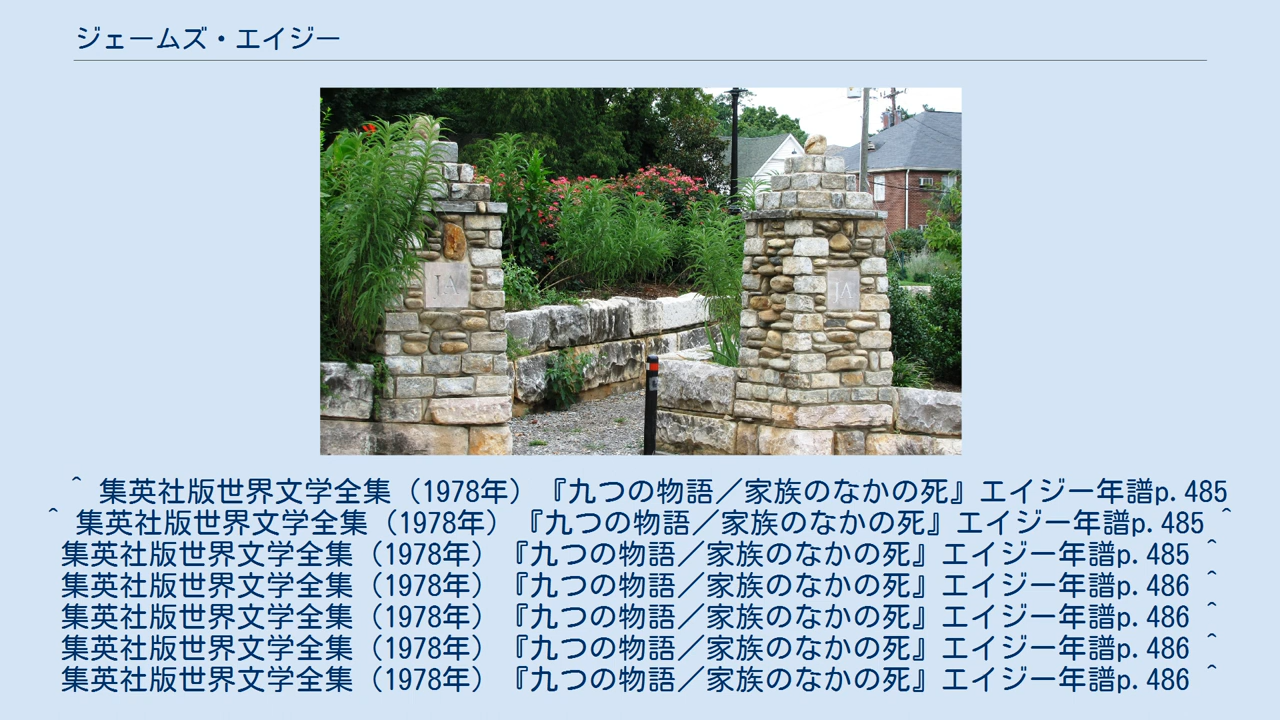 ジェームズ・エイジー
JA
JA
^ 集英社版世界文学全集（1978年）『九つの物語／家族のなかの死』エイジー年譜p.485
^ 集英社版世界文学全集（1978年）『九つの物語／家族のなかの死』エイジー年譜p.485 ^
集英社版世界文学全集（1978年）『九つの物語／家族のなかの死』エイジー年譜p.485 ^
集英社版世界文学全集（1978年）『九つの物語／家族のなかの死』エイジー年譜p.486 ^
集英社版世界文学全集（1978年）『九つの物語／家族のなかの死』エイジー年譜p.486 ^
集英社版世界文学全集（1978年）『九つの物語／家族のなかの死』エイジー年譜p.486 ^
集英社版世界文学全集（1978年）『九つの物語／家族のなかの死』エイジー年譜p.486 ^